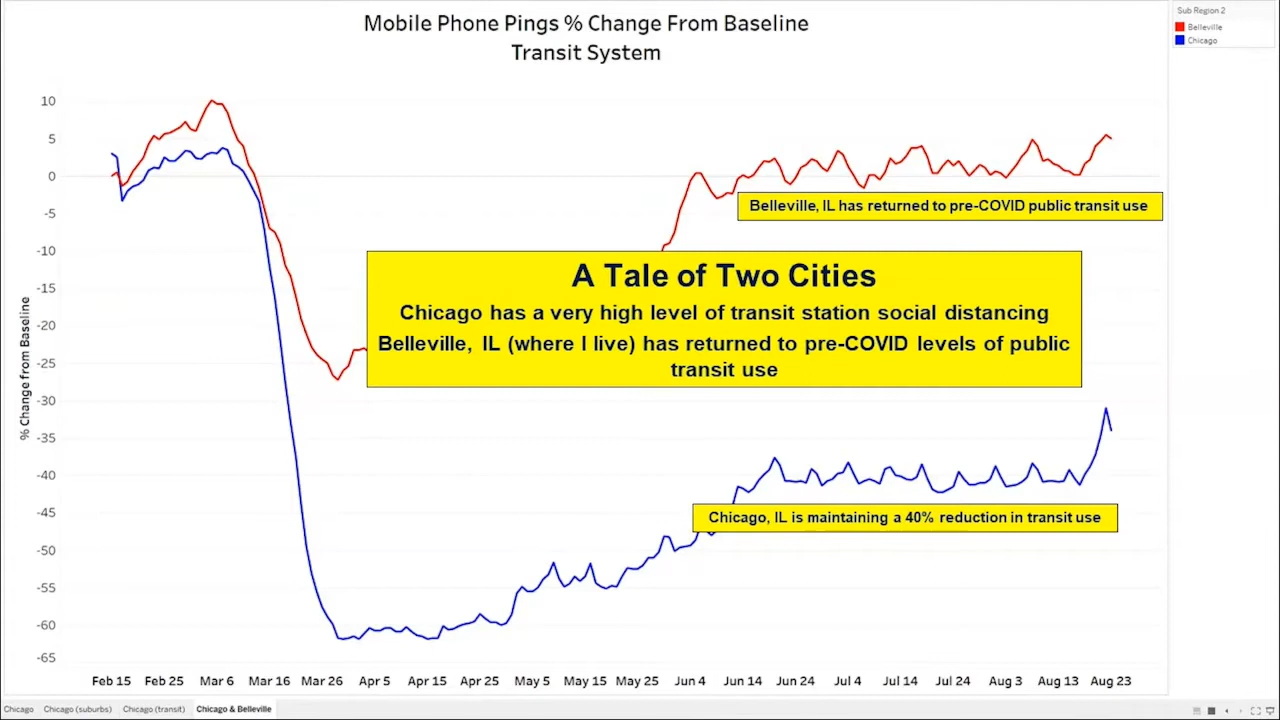 Mobile Phone Pings % Change From Baseline
Transit System
Sub Region 2
Belleville
Chicago
% Change from Baseline
10
5
0
-5
-10
-15
-20
-25
-30
-35
-40
-45
-50
-55
-60
-65
Belleville, IL has returned to pre-COVID public transit use
A Tale of Two Cities
Chicago has a very high level of transit station social distancing
Belleville, IL (where I live) has returned to pre-COVID levels of public
transit use
Chicago, IL is maintaining a 40% reduction in transit use
Feb 15 Feb 25 Mar 6 Mar 16 Mar 26 Apr 5 Apr 15 Apr 25 May 5 May 15 May 25 Jun 4 Jun 14 Jun 24 Jul 4 Jul 14 Jul 24 Aug 3 Aug 13 Aug 23
Chicago Chicago (suburbs) Chicago (transit) Chicago & Belleville